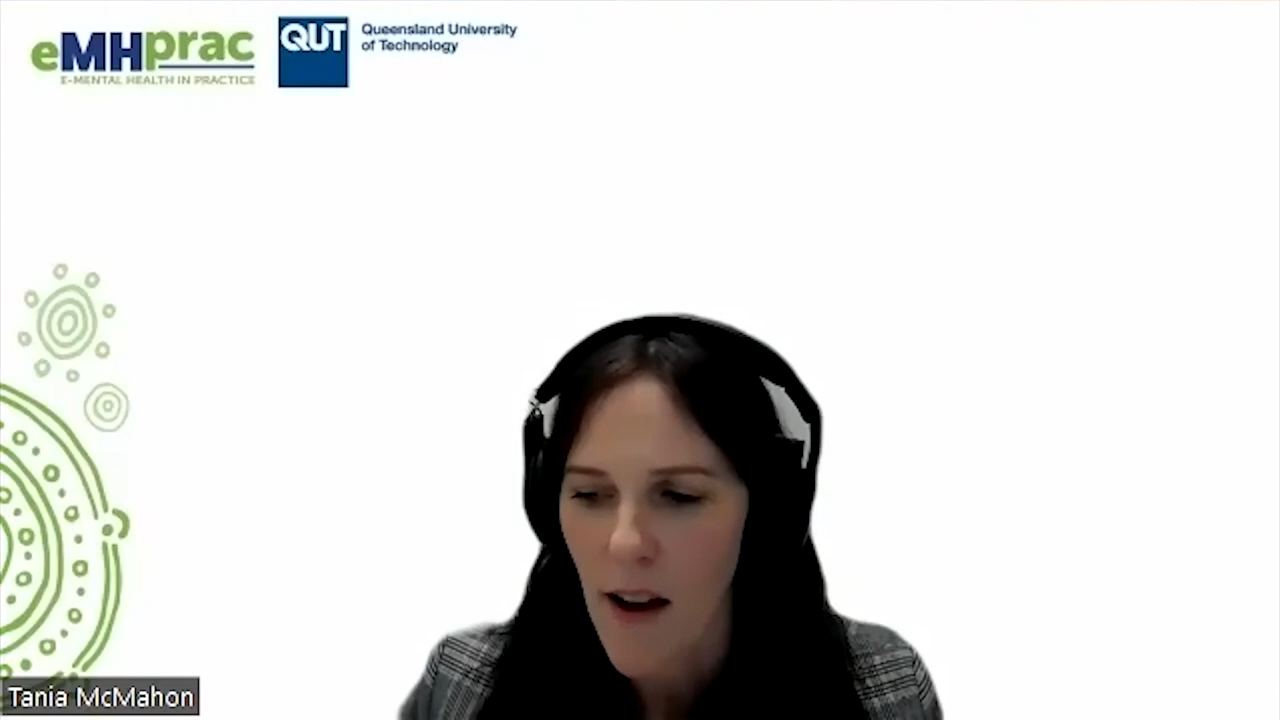 eMHprac
E-MENTAL HEALTH IN PRACTICE
QUT
Queensland University
of Technology
Tania McMahon